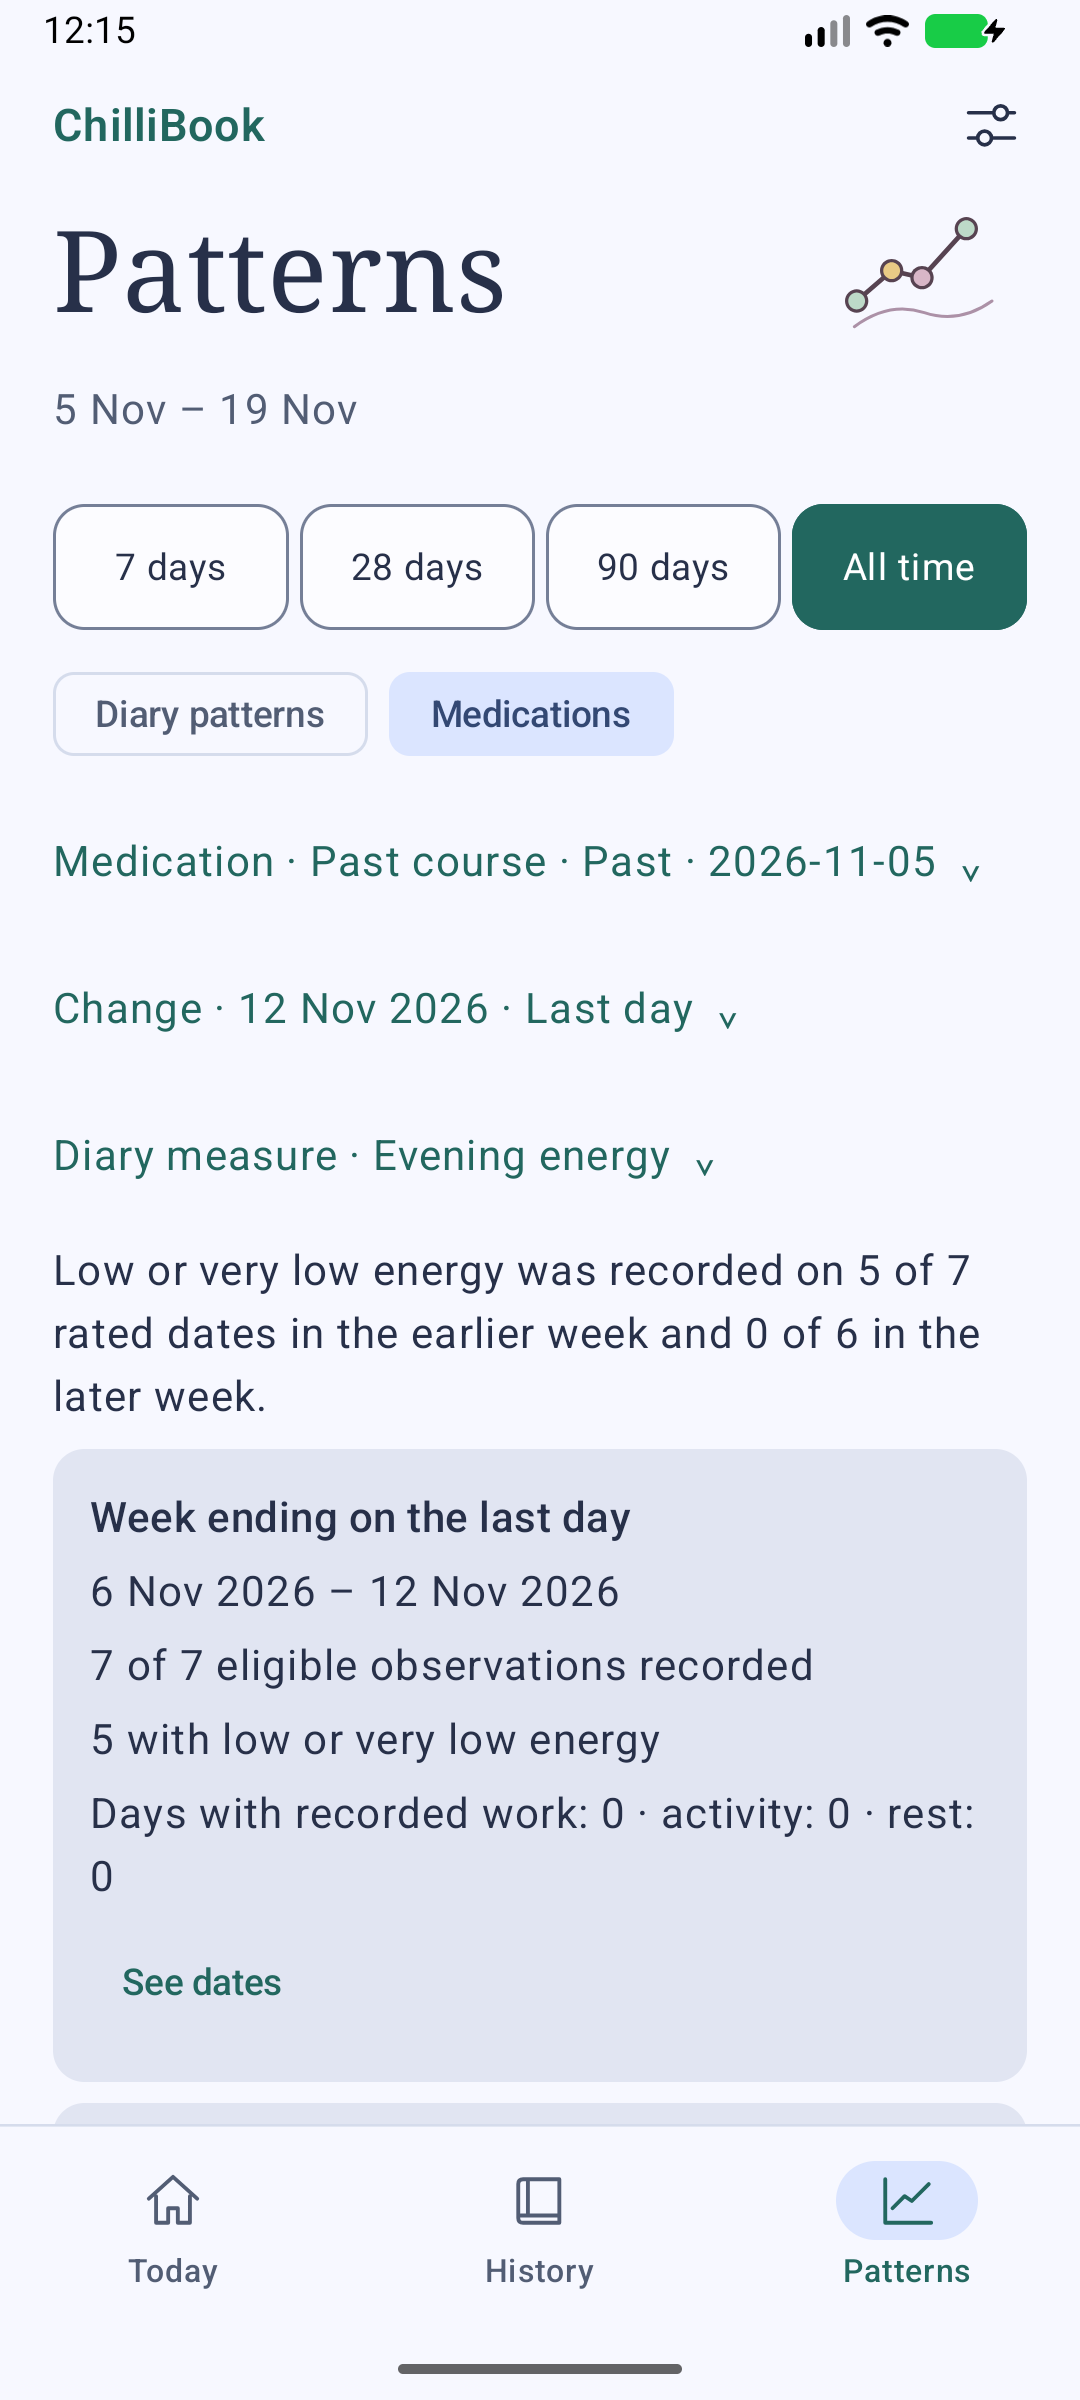 12:15
ChilliBook
Patterns
5 Nov – 19 Nov
7 days
28 days
90 days
All time
Diary patterns
Medications
Medication · Past course · Past · 2026-11-05
Change · 12 Nov 2026 · Last day
Diary measure · Evening energy
Low or very low energy was recorded on 5 of 7
rated dates in the earlier week and 0 of 6 in the
later week.
Week ending on the last day
6 Nov 2026 – 12 Nov 2026
7 of 7 eligible observations recorded
5 with low or very low energy
Days with recorded work: 0 · activity: 0 · rest:
0
See dates
Today
History
Patterns